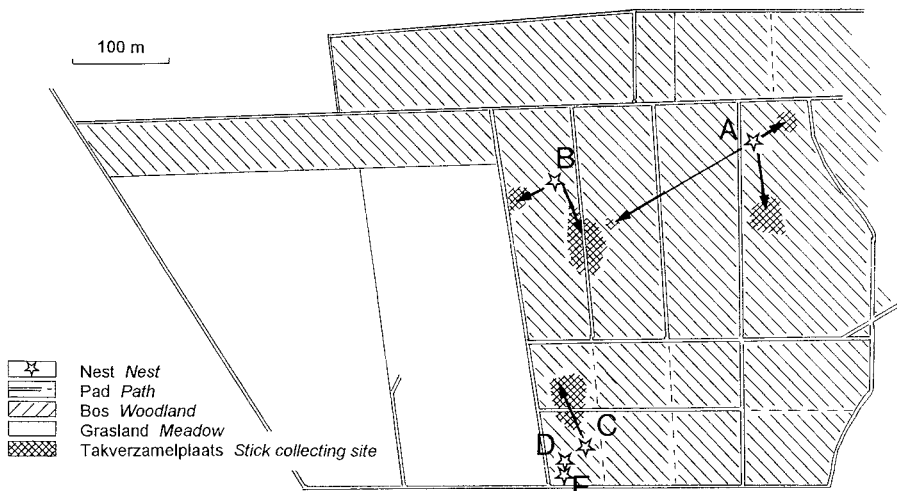 100 m
A
B
C
D
E
Nest Nest
Pad Path
Bos Woodland
Grasland Meadow
Takverzamelplaats Stick collecting site